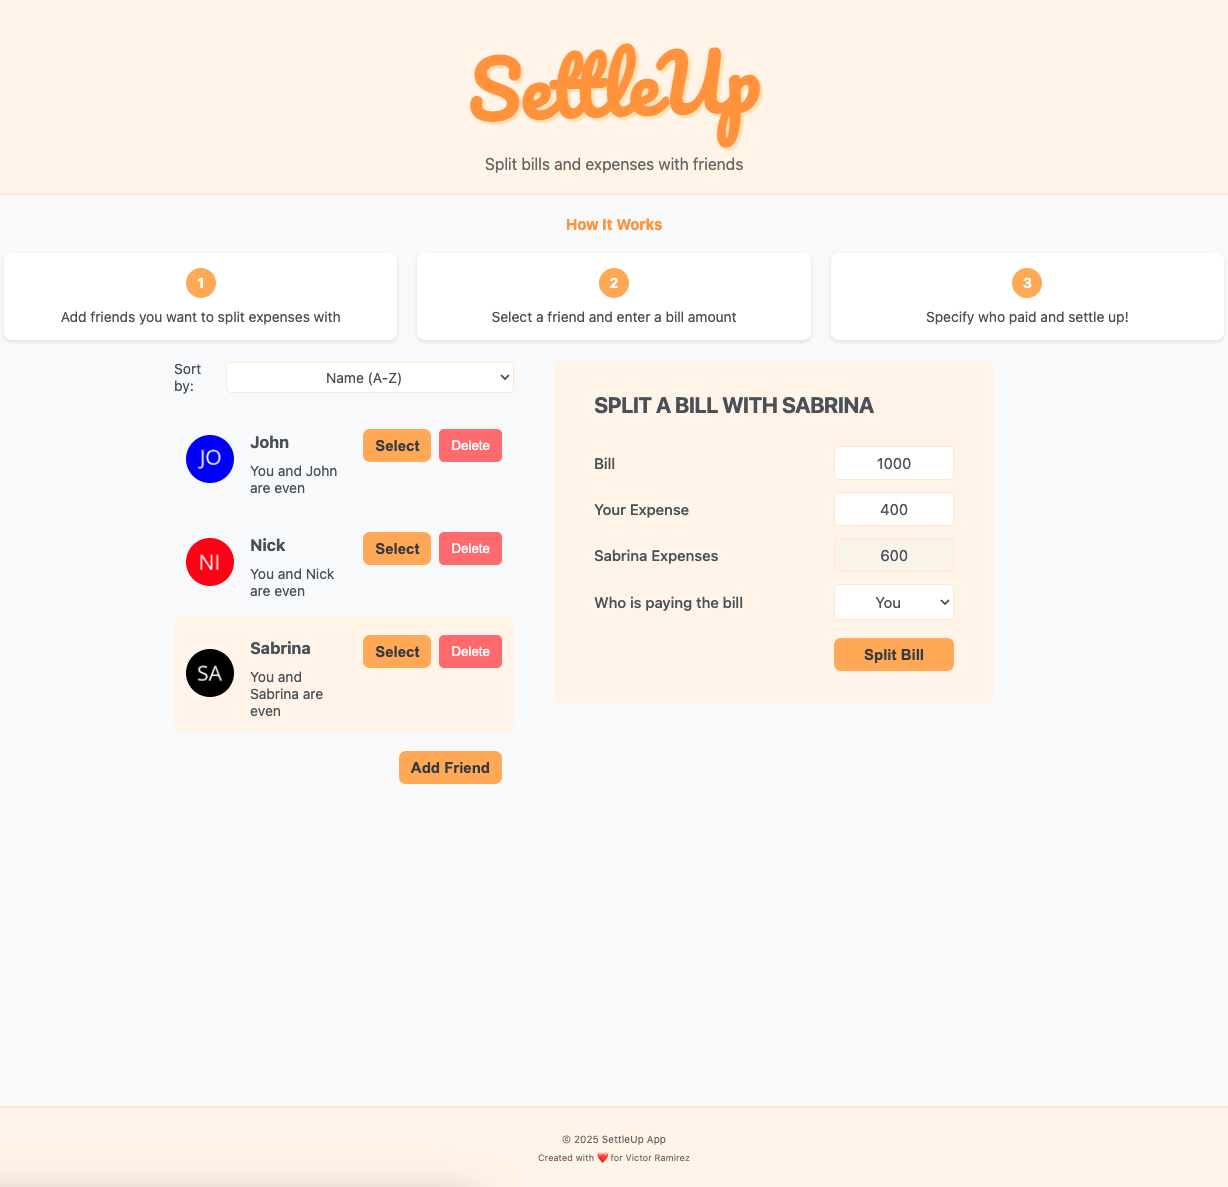 SettleUp
Split bills and expenses with friends
How It Works
1
Add friends you want to split expenses with
2
Select a friend and enter a bill amount
3
Specify who paid and settle up!
Sort
by:
Name (A-Z)
JO
John
You and John
are even
Select
Delete
NI
Nick
You and Nick
are even
Select
Delete
SA
Sabrina
You and
Sabrina are
even
Select
Delete
Add Friend
SPLIT A BILL WITH SABRINA
Bill
1000
Your Expense
400
Sabrina Expenses
600
Who is paying the bill
You
Split Bill
© 2025 SettleUp App
Created with ❤️ for Victor Ramirez